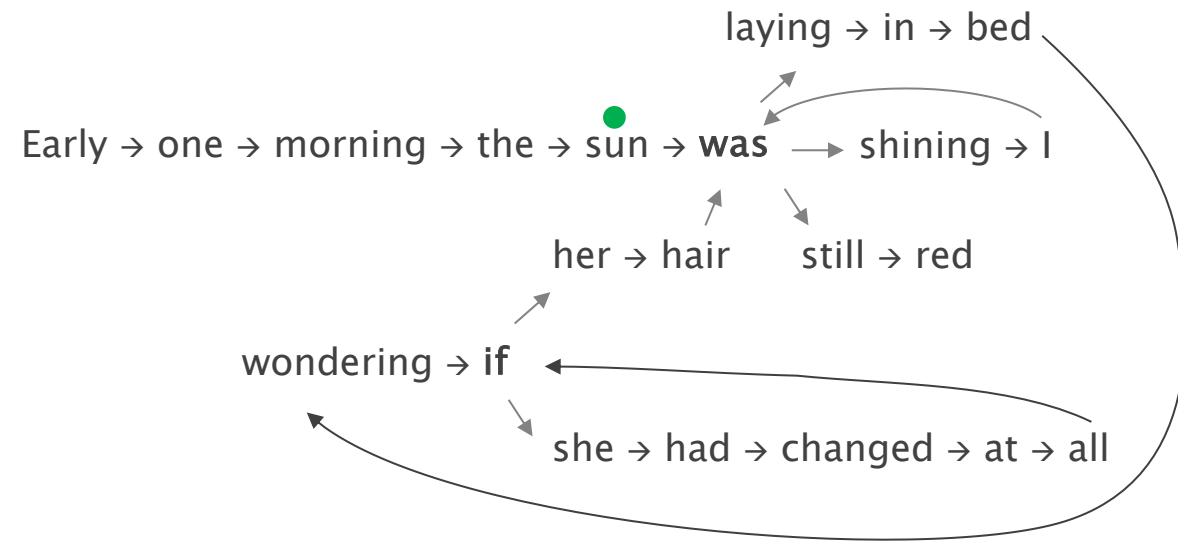 laying → in → bed
Early → one → morning → the → sun → was → shining → I
her → hair still → red
wondering → if
she → had → changed → at → all